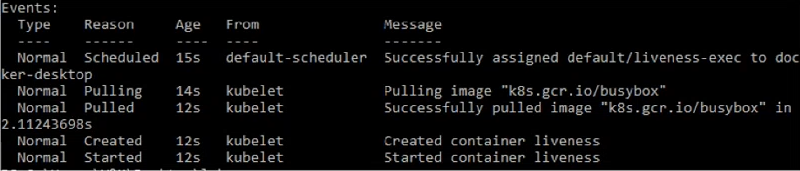 Events:
Type Reason Age From Message
---- ------ ---- ---- -------
Normal Scheduled 15s default-scheduler Successfully assigned default/liveness-exec to doc
ker-desktop
Normal Pulling 14s kubelet Pulling image "k8s.gcr.io/busybox"
Normal Pulled 12s kubelet Successfully pulled image "k8s.gcr.io/busybox" in
2.11243698s
Normal Created 12s kubelet Created container liveness
Normal Started 12s kubelet Started container liveness